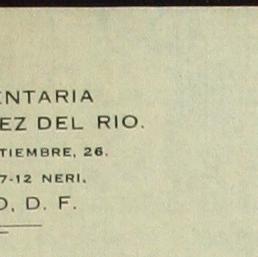 ENTARIA
EZ DEL RIO.
TIEMBRE, 26.
7-12 NERI.
O, D. F.